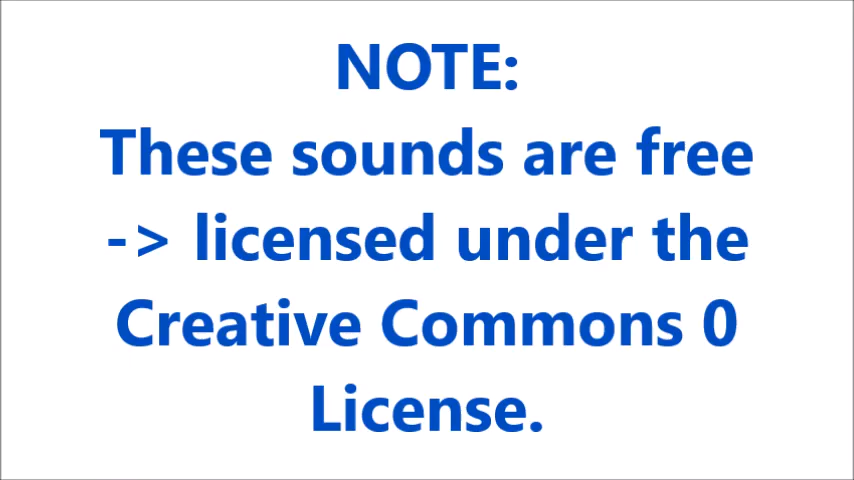 NOTE:
These sounds are free
-> licensed under the
Creative Commons 0
License.